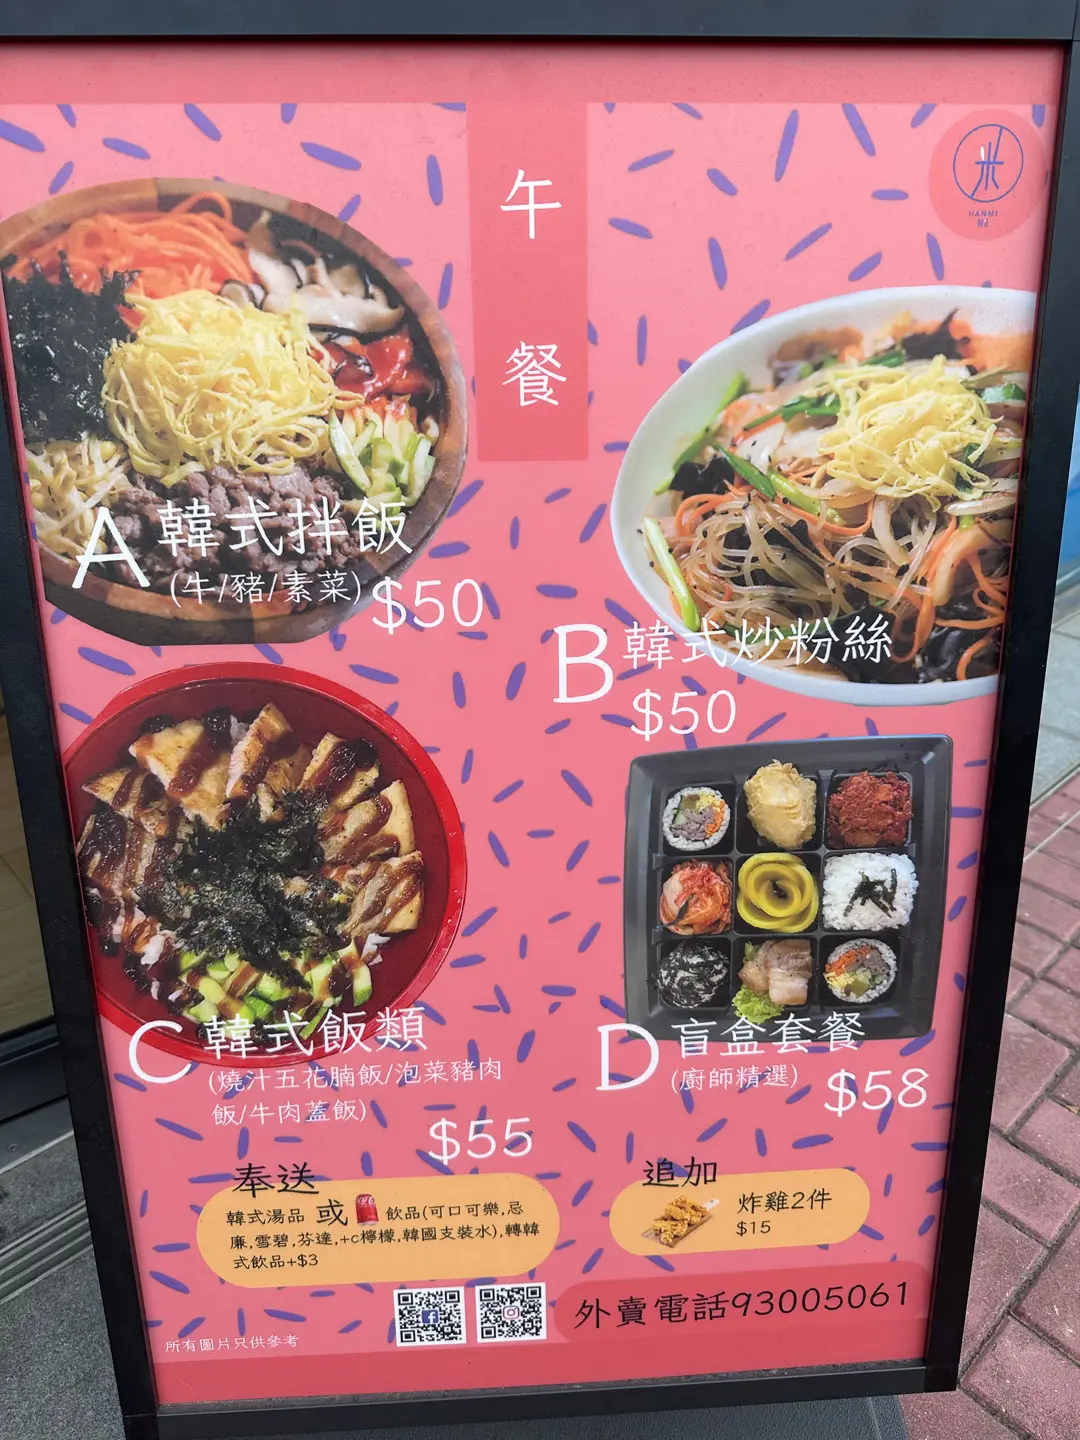 午
餐
HANMI
A 韓式拌飯
(牛/豬/素菜) $50
B 韓式炒粉絲
$50
C 韓式飯類
(燒汁五花腩飯/泡菜豬肉
飯/牛肉蓋飯)
$55
D 盲盒套餐
(廚師精選) $58
奉送
韓式湯品 或 飲品(可口可樂,忌
廉,雪碧,芬達,+c檸檬,韓國支裝水),轉韓
式飲品+$3
追加
炸雞2件
$15
外賣電話93005061
所有圖片只供參考